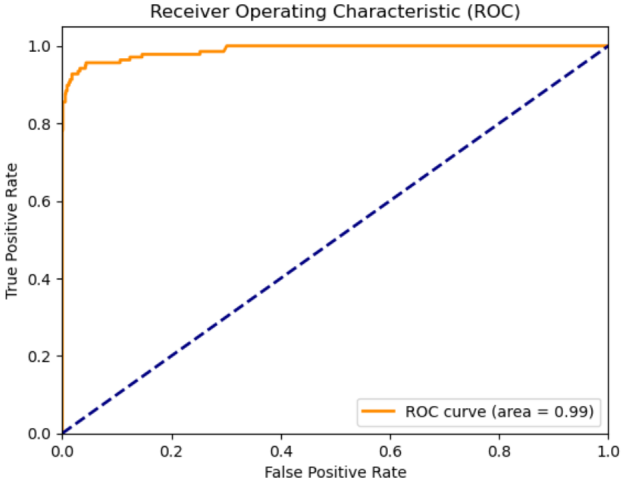 Receiver Operating Characteristic (ROC)
True Positive Rate
1.0
0.8
0.6
0.4
0.2
0.0
ROC curve (area = 0.99)
0.0 0.2 0.4 0.6 0.8 1.0
False Positive Rate